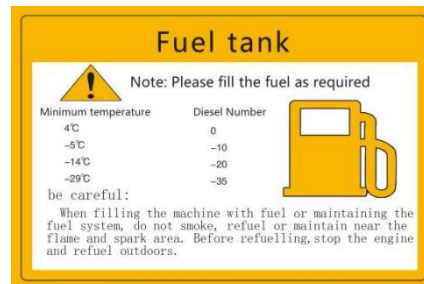 Fuel tank
Note: Please fill the fuel as required
Minimum temperature Diesel Number
4℃ 0
-5℃ -10
-14℃ -20
-29℃ -35
be careful:
When filling the machine with fuel or maintaining the
fuel system, do not smoke, refuel or maintain near the
flame and spark area. Before refuelling, stop the engine
and refuel outdoors.